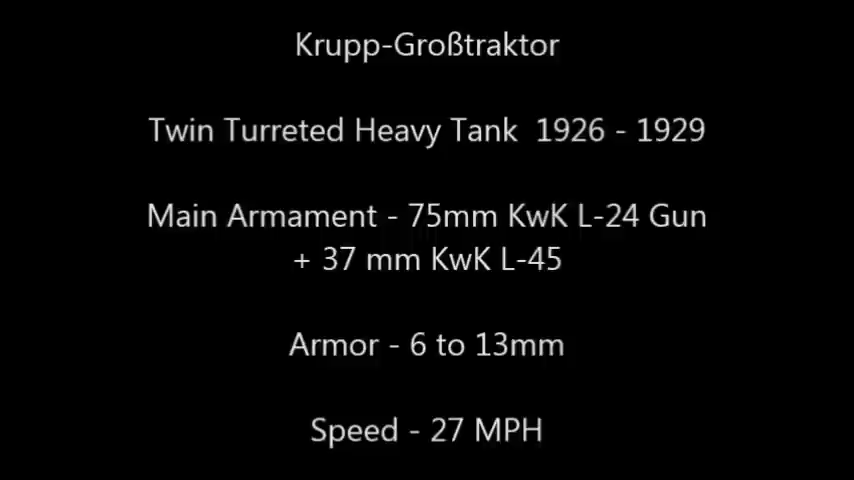 Krupp-Großtraktor
Twin Turreted Heavy Tank 1926 - 1929
Main Armament - 75mm KwK L-24 Gun
+ 37 mm KwK L-45
Armor - 6 to 13mm
Speed - 27 MPH